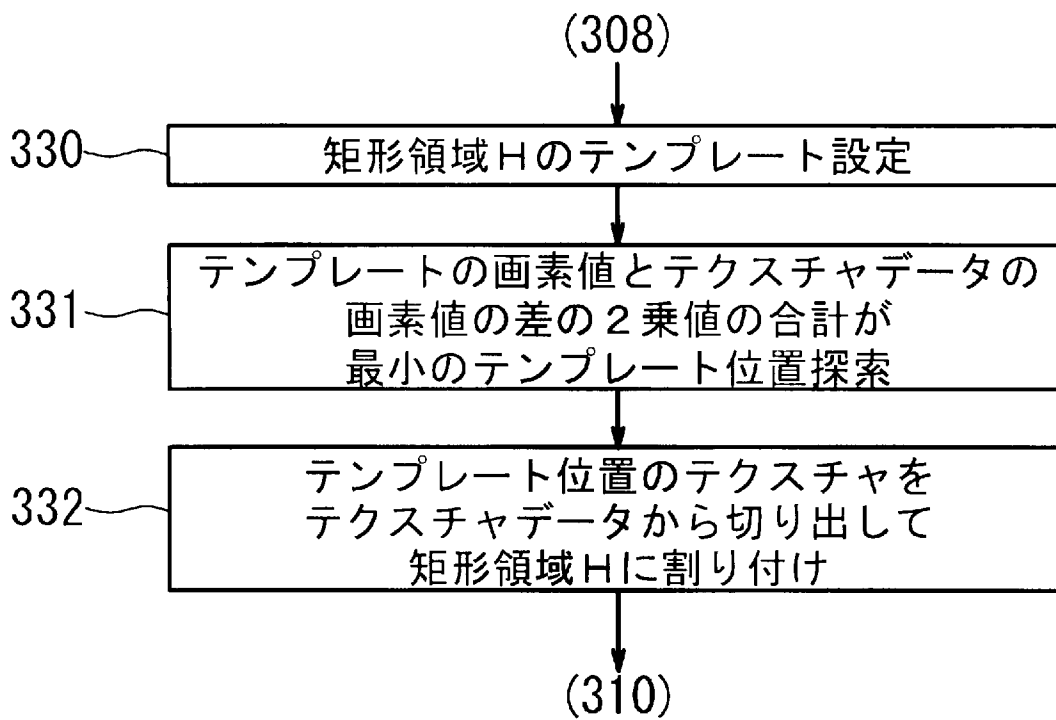 (308)
330
矩形領域Hのテンプレート設定
331
テンプレートの画素値とテクスチャデータの
画素値の差の2乗値の合計が
最小のテンプレート位置探索
332
テンプレート位置のテクスチャを
テクスチャデータから切り出して
矩形領域Hに割り付け
(310)